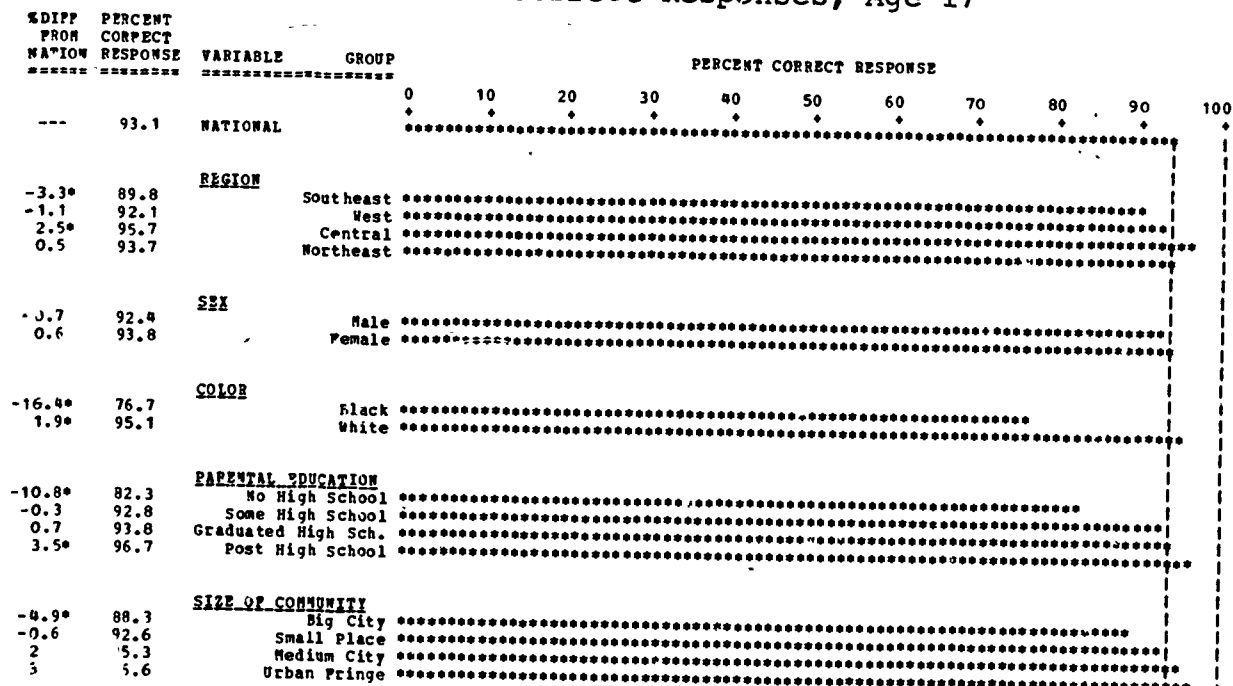 Responses, Age 17
%DIFF PERCENT
FROM CORRECT
NATION RESPONSE VARIABLE GROUP PERCENT CORRECT RESPONSE
====== ======== ===================
0 10 20 30 40 50 60 70 80 90 100
--- 93.1 NATIONAL
REGION
-3.3* 89.8 Southeast
-1.1 92.1 West
2.5* 95.7 Central
0.5 93.7 Northeast
SEX
-0.7 92.4 Male
0.6 93.8 Female
COLOR
-16.4* 76.7 Black
1.9* 95.1 White
PARENTAL EDUCATION
-10.8* 82.3 No High School
-0.3 92.8 Some High School
0.7 93.8 Graduated High Sch.
3.5* 96.7 Post High School
SIZE OF COMMUNITY
-4.9* 88.3 Big City
-0.6 92.6 Small Place
2 5.3 Medium City
5.6 Urban Fringe